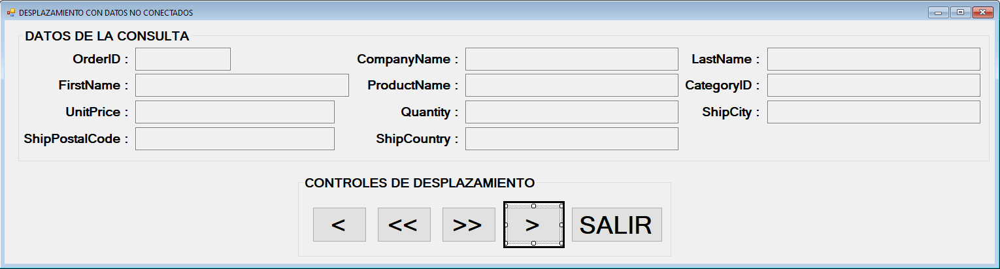 DESPLAZAMIENTO CON DATOS NO CONECTADOS
DATOS DE LA CONSULTA
OrderID : CompanyName : LastName :
FirstName : ProductName : CategoryID :
UnitPrice : Quantity : ShipCity :
ShipPostalCode : ShipCountry :
CONTROLES DE DESPLAZAMIENTO
< << >> > SALIR